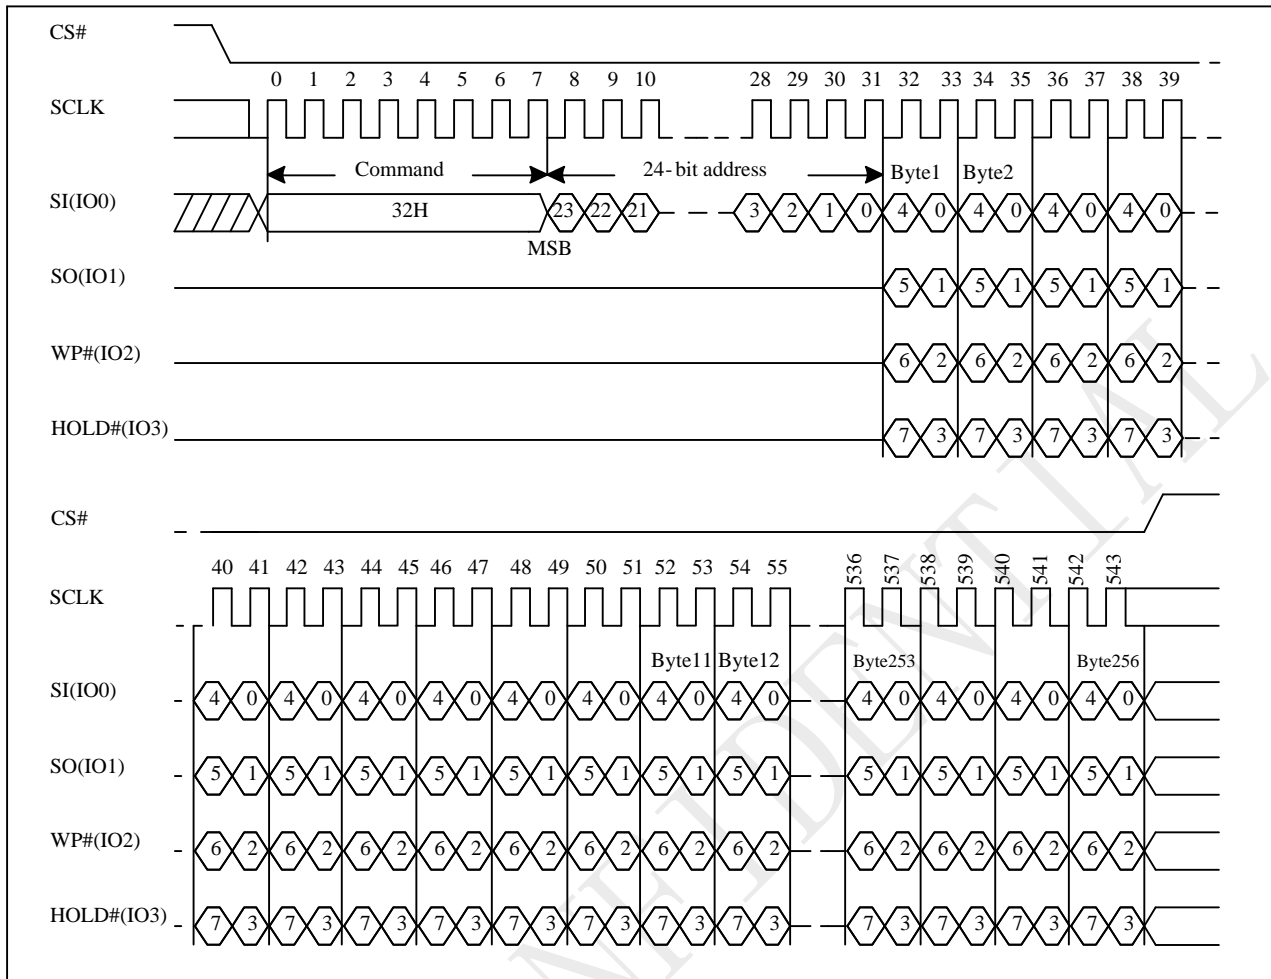 CS#
0 1 2 3 4 5 6 7 8 9 10 28 29 30 31 32 33 34 35 36 37 38 39
SCLK
Command 24-bit address Byte1 Byte2
SI(IO0) 32H 23 22 21 3 2 1 0 4 0 4 0 4 0 4 0
MSB
SO(IO1) 5 1 5 1 5 1 5 1
WP#(IO2) 6 2 6 2 6 2 6 2
HOLD#(IO3) 7 3 7 3 7 3 7 3
CS#
40 41 42 43 44 45 46 47 48 49 50 51 52 53 54 55 536 537 538 539 540 541 542 543
SCLK
Byte11 Byte12 Byte253 Byte256
SI(IO0) 4 0 4 0 4 0 4 0 4 0 4 0 4 0 4 0 4 0 4 0 4 0 4 0
SO(IO1) 5 1 5 1 5 1 5 1 5 1 5 1 5 1 5 1 5 1 5 1 5 1 5 1
WP#(IO2) 6 2 6 2 6 2 6 2 6 2 6 2 6 2 6 2 6 2 6 2 6 2 6 2
HOLD#(IO3) 7 3 7 3 7 3 7 3 7 3 7 3 7 3 7 3 7 3 7 3 7 3 7 3
NFIDENTIAL